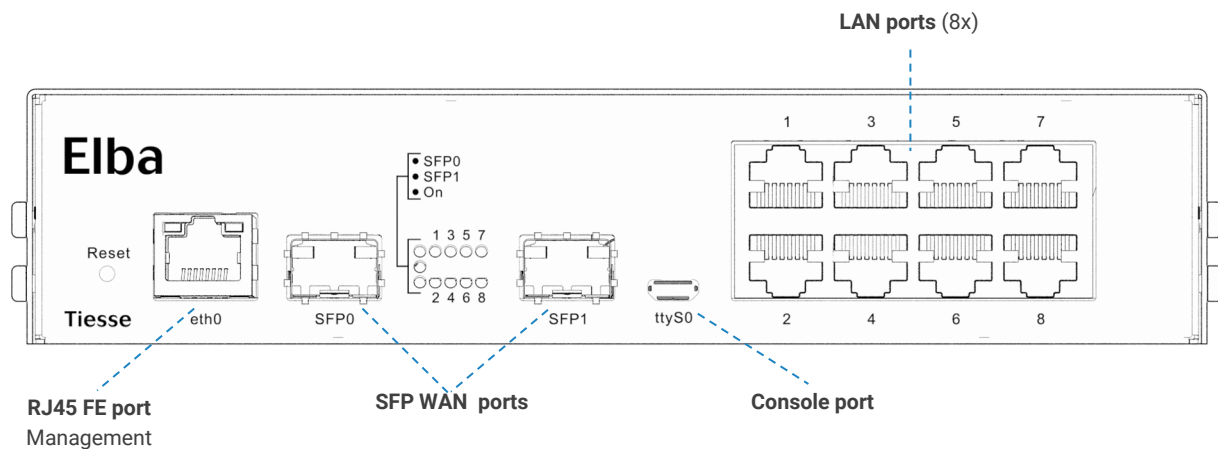 LAN ports (8x)
1 3 5 7
Elba
SFP0
SFP1
On
1 3 5 7
Reset
2 4 6 8
Tiesse
eth0
SFP0
SFP1
ttyS0
2 4 6 8
RJ45 FE port
Management
SFP WAN ports
Console port